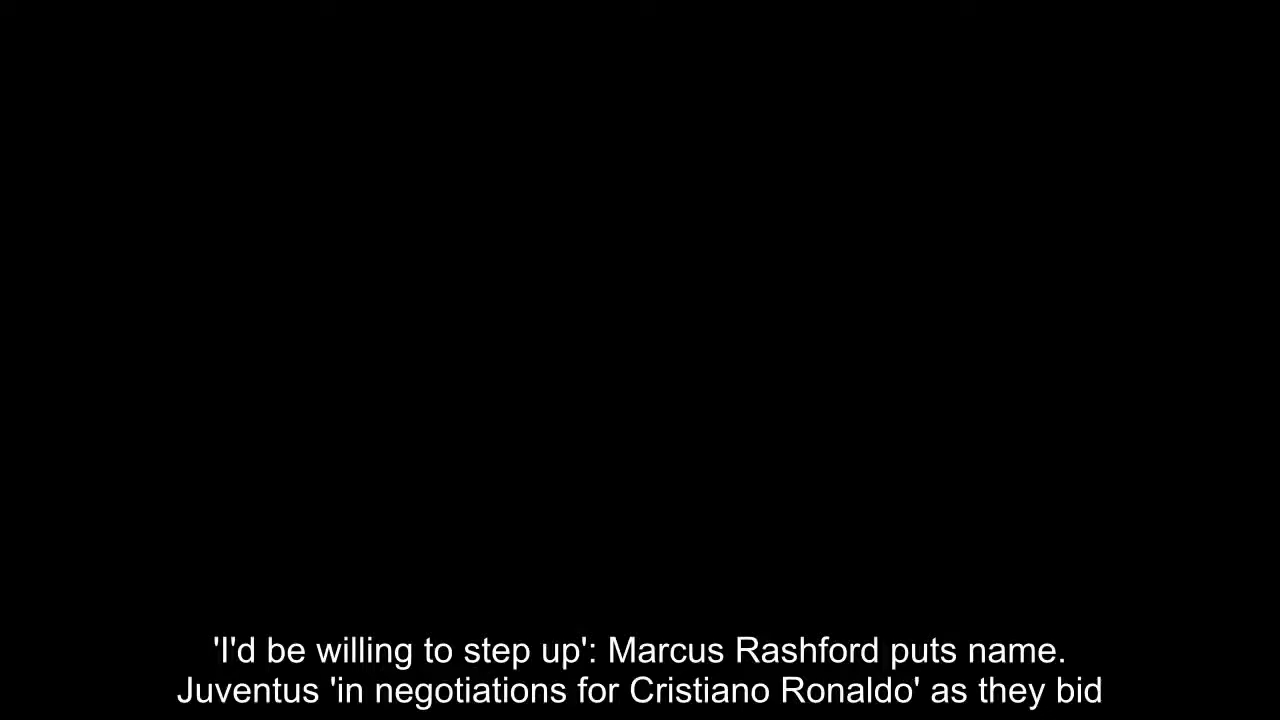 'I'd be willing to step up': Marcus Rashford puts name.
Juventus 'in negotiations for Cristiano Ronaldo' as they bid